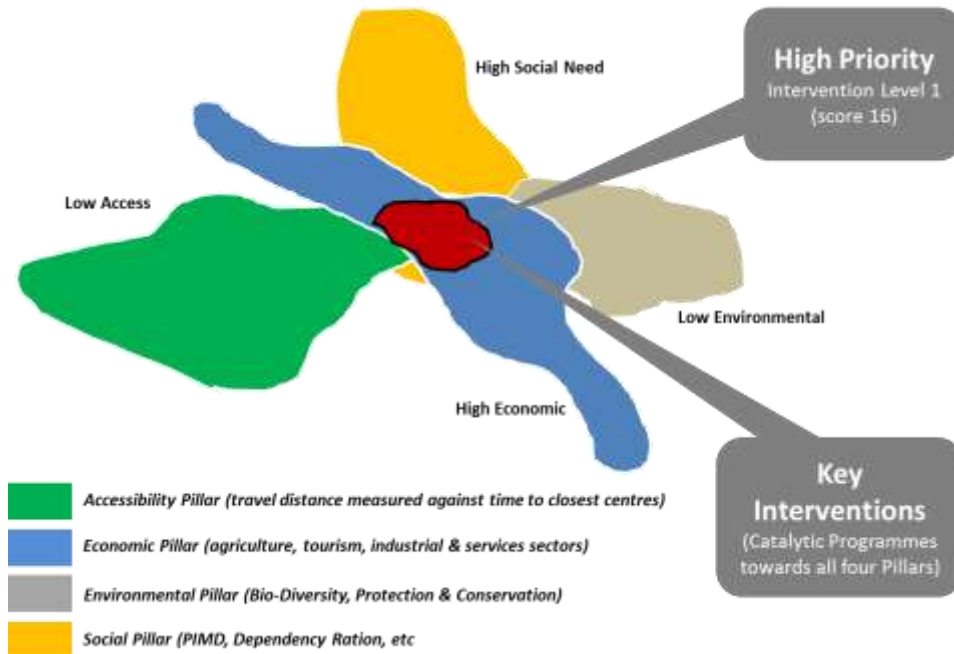 High Social Need
High Priority
Intervention Level 1
(score 16)
Low Access
Low Environmental
High Economic
Key
Interventions
(Catalytic Programmes
towards all four Pillars)
Accessibility Pillar (travel distance measured against time to closest centres)
Economic Pillar (agriculture, tourism, industrial & services sectors)
Environmental Pillar (Bio-Diversity, Protection & Conservation)
Social Pillar (PIMD, Dependency Ration, etc